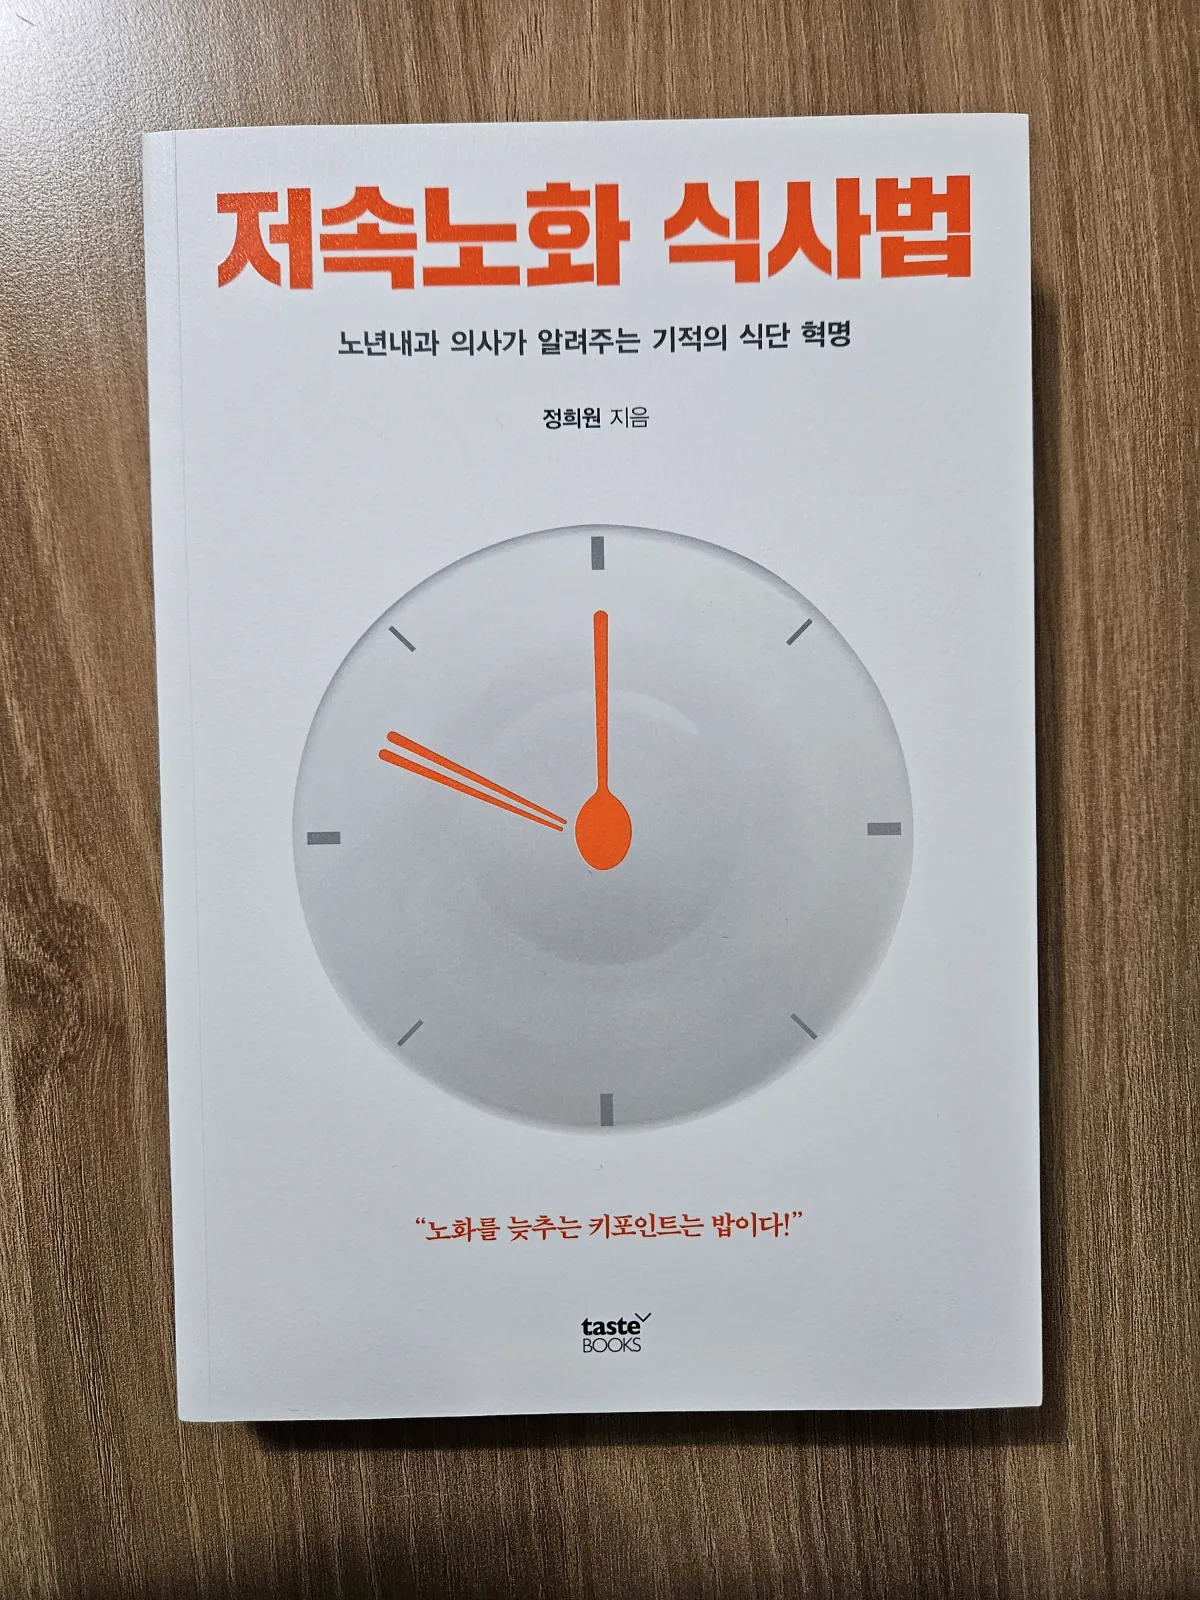 저속노화 식사법
노년내과 의사가 알려주는 기적의 식단 혁명
정희원 지음
“노화를 늦추는 키포인트는 밥이다!”
taste
BOOKS